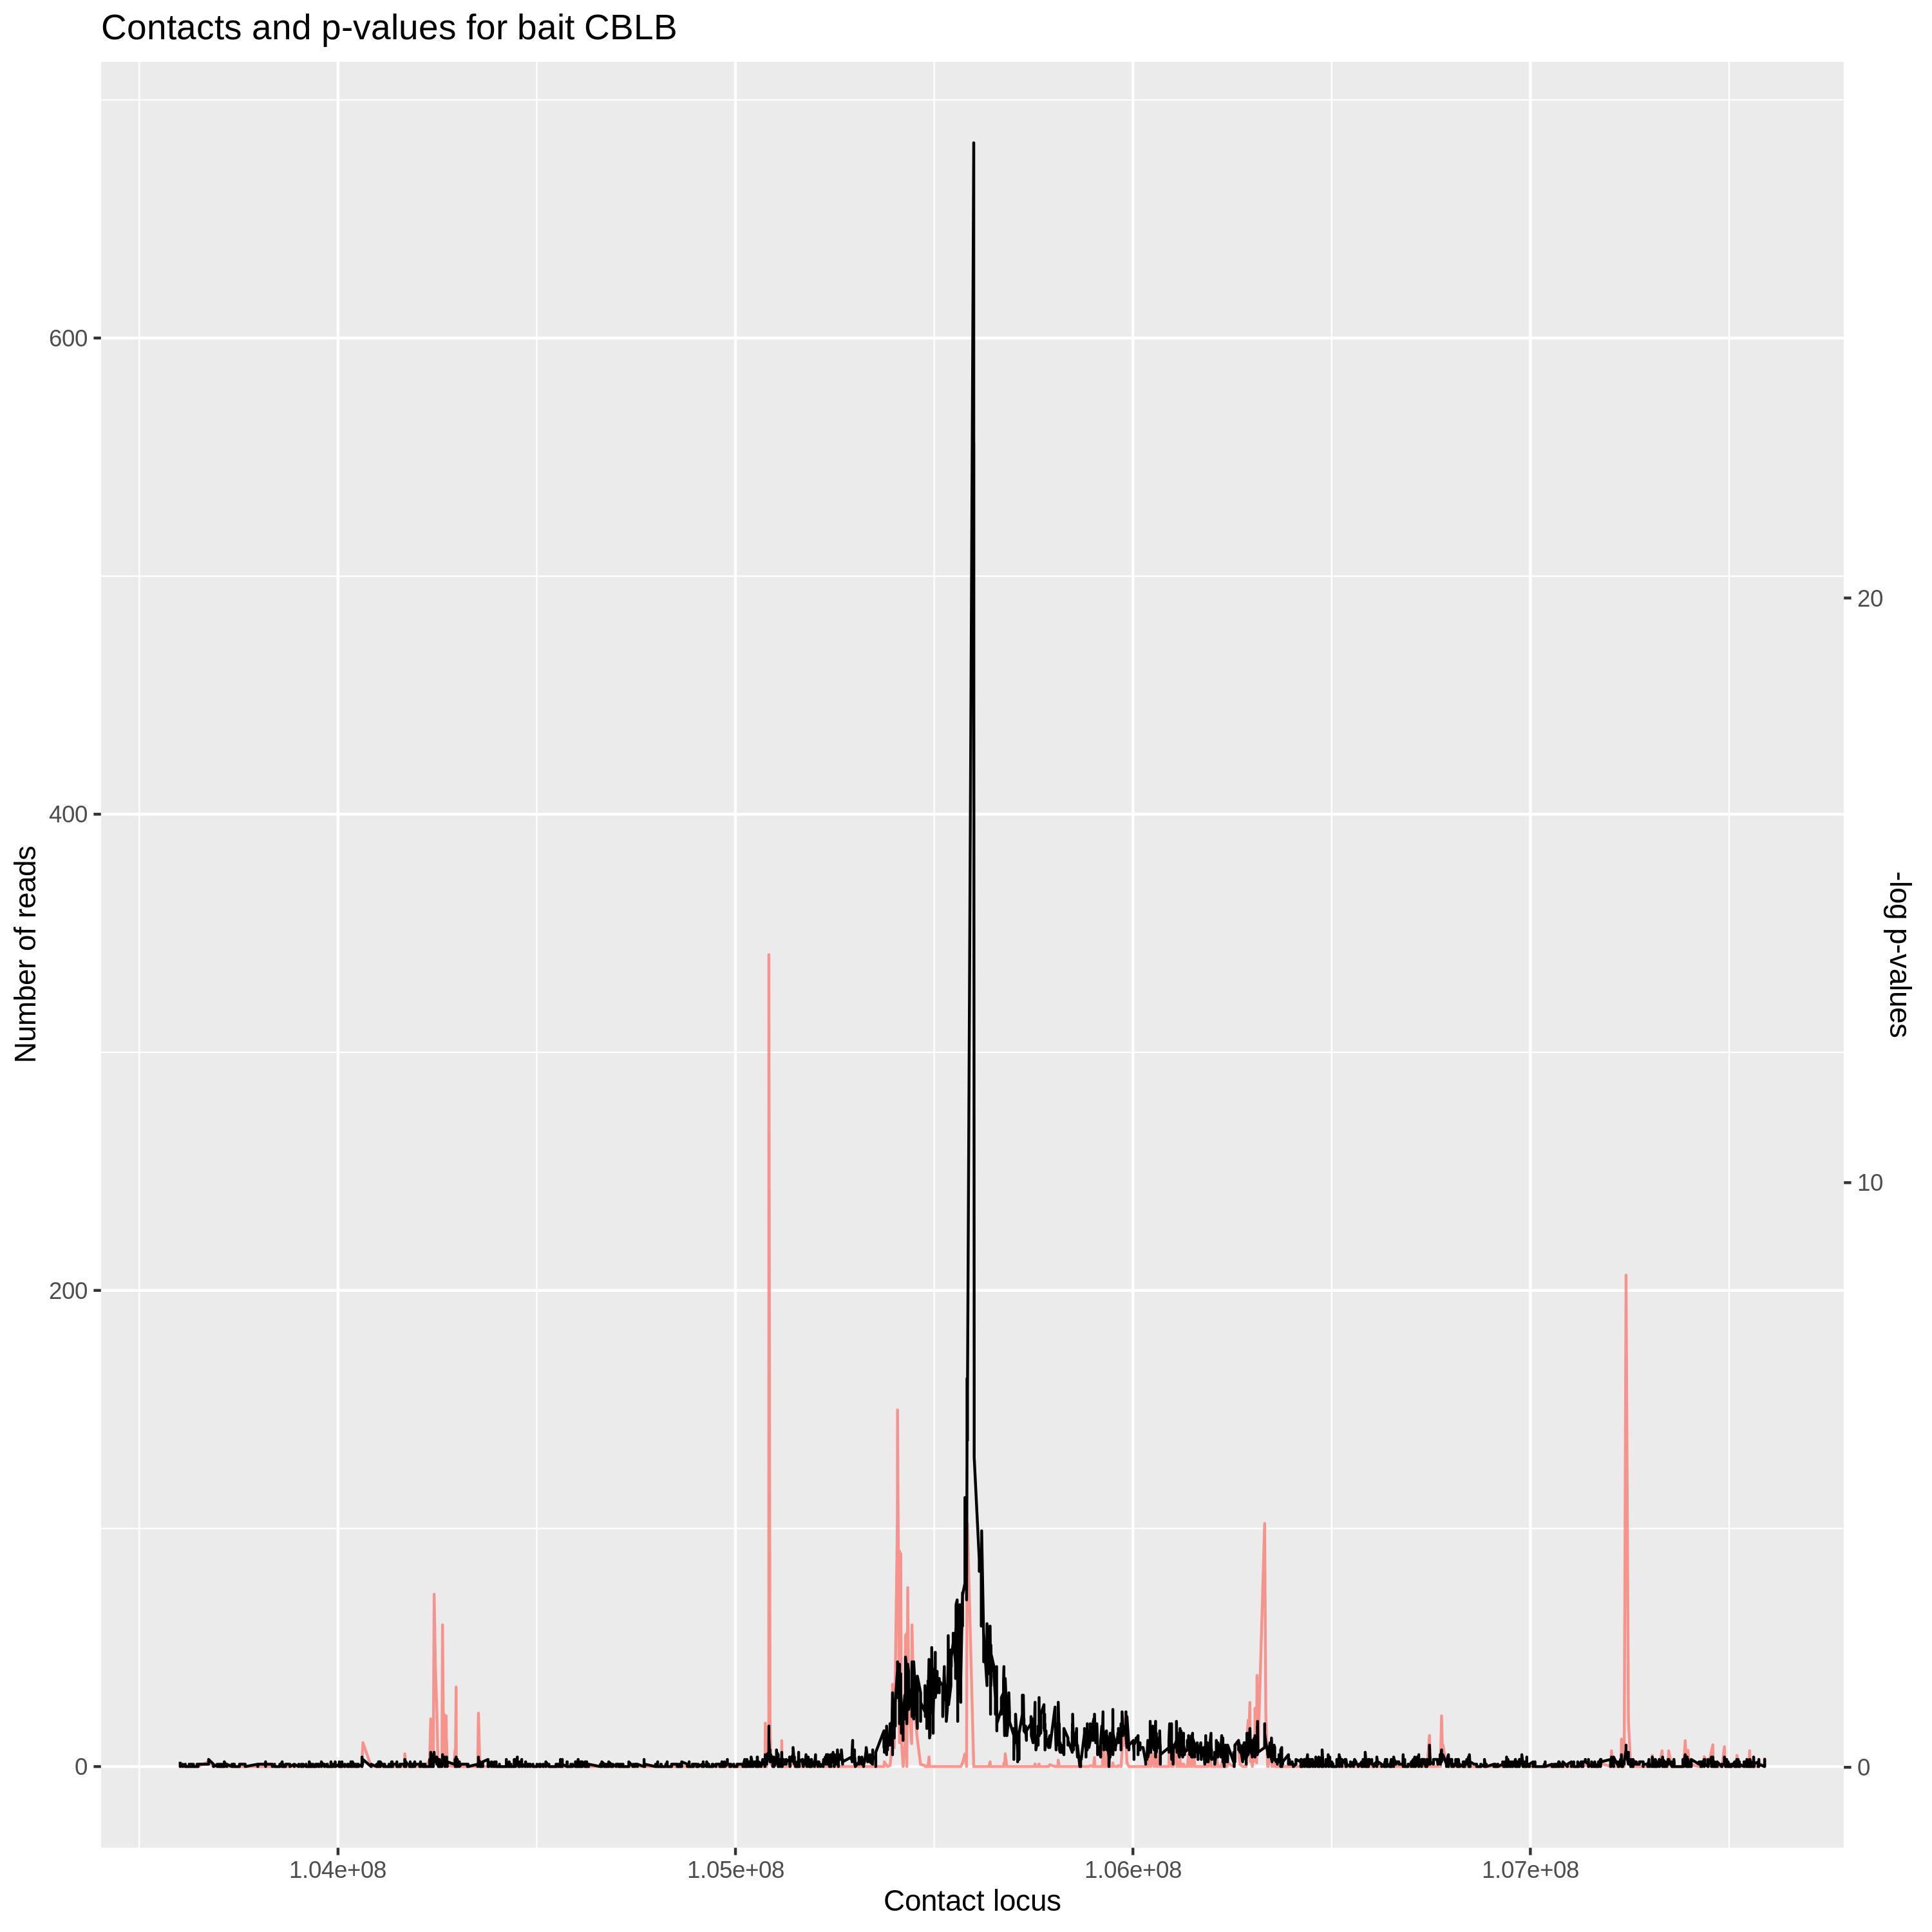 Contacts and p-values for bait CBLB
600
400
200
0
Number of reads
20
10
0
-log p-values
1.04e+08
1.05e+08
1.06e+08
1.07e+08
Contact locus